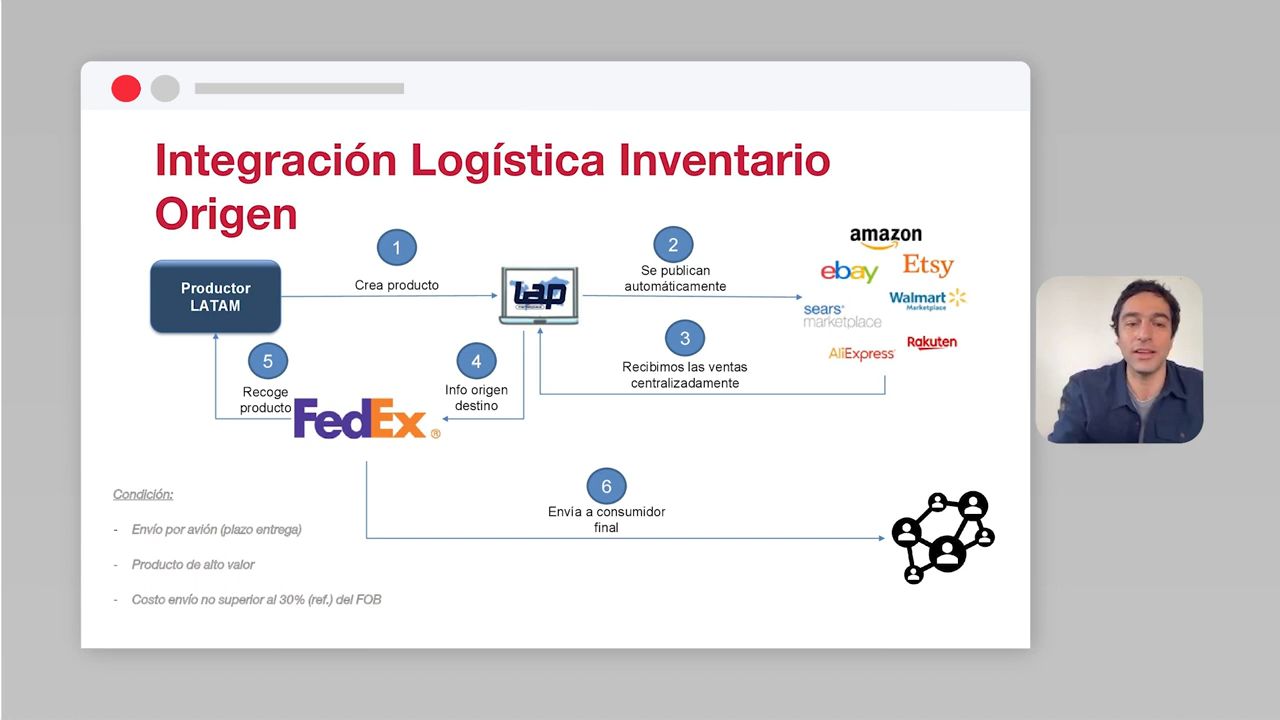 Integración Logística Inventario
Origen
1
Crea producto
2
Se publican
automáticamente
Productor
LATAM
Lap
amazon
ebay
Etsy
sears
marketplace
Walmart
Marketplace
AliExpress
Rakuten
3
Recibimos las ventas
centralizadamente
4
Info origen
destino
5
Recoge
producto
FedEx ®
6
Envía a consumidor
final
Condición:
- Envío por avión (plazo entrega)
- Producto de alto valor
- Costo envío no superior al 30% (ref.) del FOB